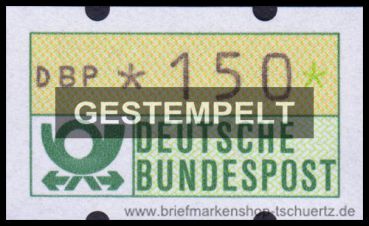 DBP *150*
GESTEMPELT
DEUTSCHE
BUNDESPOST
www.briefmarkenshop-tschuertz.de